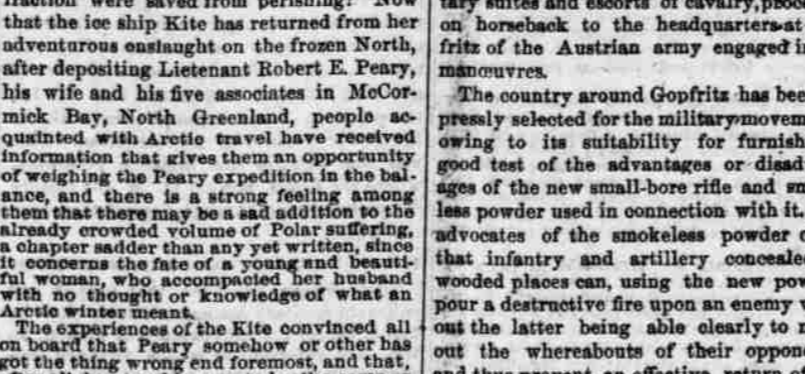 fraction were saved from perishing? Now
that the ice ship Kite has returned from her
adventurous onslaught on the frozen North,
after depositing Lietenant Robert E. Peary,
his wife and his five associates in McCor-
mick Bay, North Greenland, people ac-
quainted with Arctic travel have received
information that gives them an opportunity
of weighing the Peary expedition in the bal-
ance, and there is a strong feeling among
them that there may be a sad addition to the
already crowded volume of Polar suffering,
a chapter sadder than any yet written, since
it concerns the fate of a young and beauti-
ful woman, who accompanied her husband
with no thought or knowledge of what an
Arctic winter meant.
The experiences of the Kite convinced all
on board that Peary somehow or other has
got the thing wrong end foremost, and that,
tary suites and escorts of cavalry, proc
on horseback to the headquarters at
fritz of the Austrian army engaged i
manœuvres.
The country around Gopfritz has bee
pressly selected for the military movem
owing to its suitability for furnish
good test of the advantages or disad
ages of the new small-bore rifle and sm
less powder used in connection with it.
advocates of the smokeless powder
that infantry and artillery conceale
wooded places can, using the new pow
pour a destructive fire upon an enemy
out the latter being able clearly to
out the whereabouts of their oppon
and thus prevent an effective return of